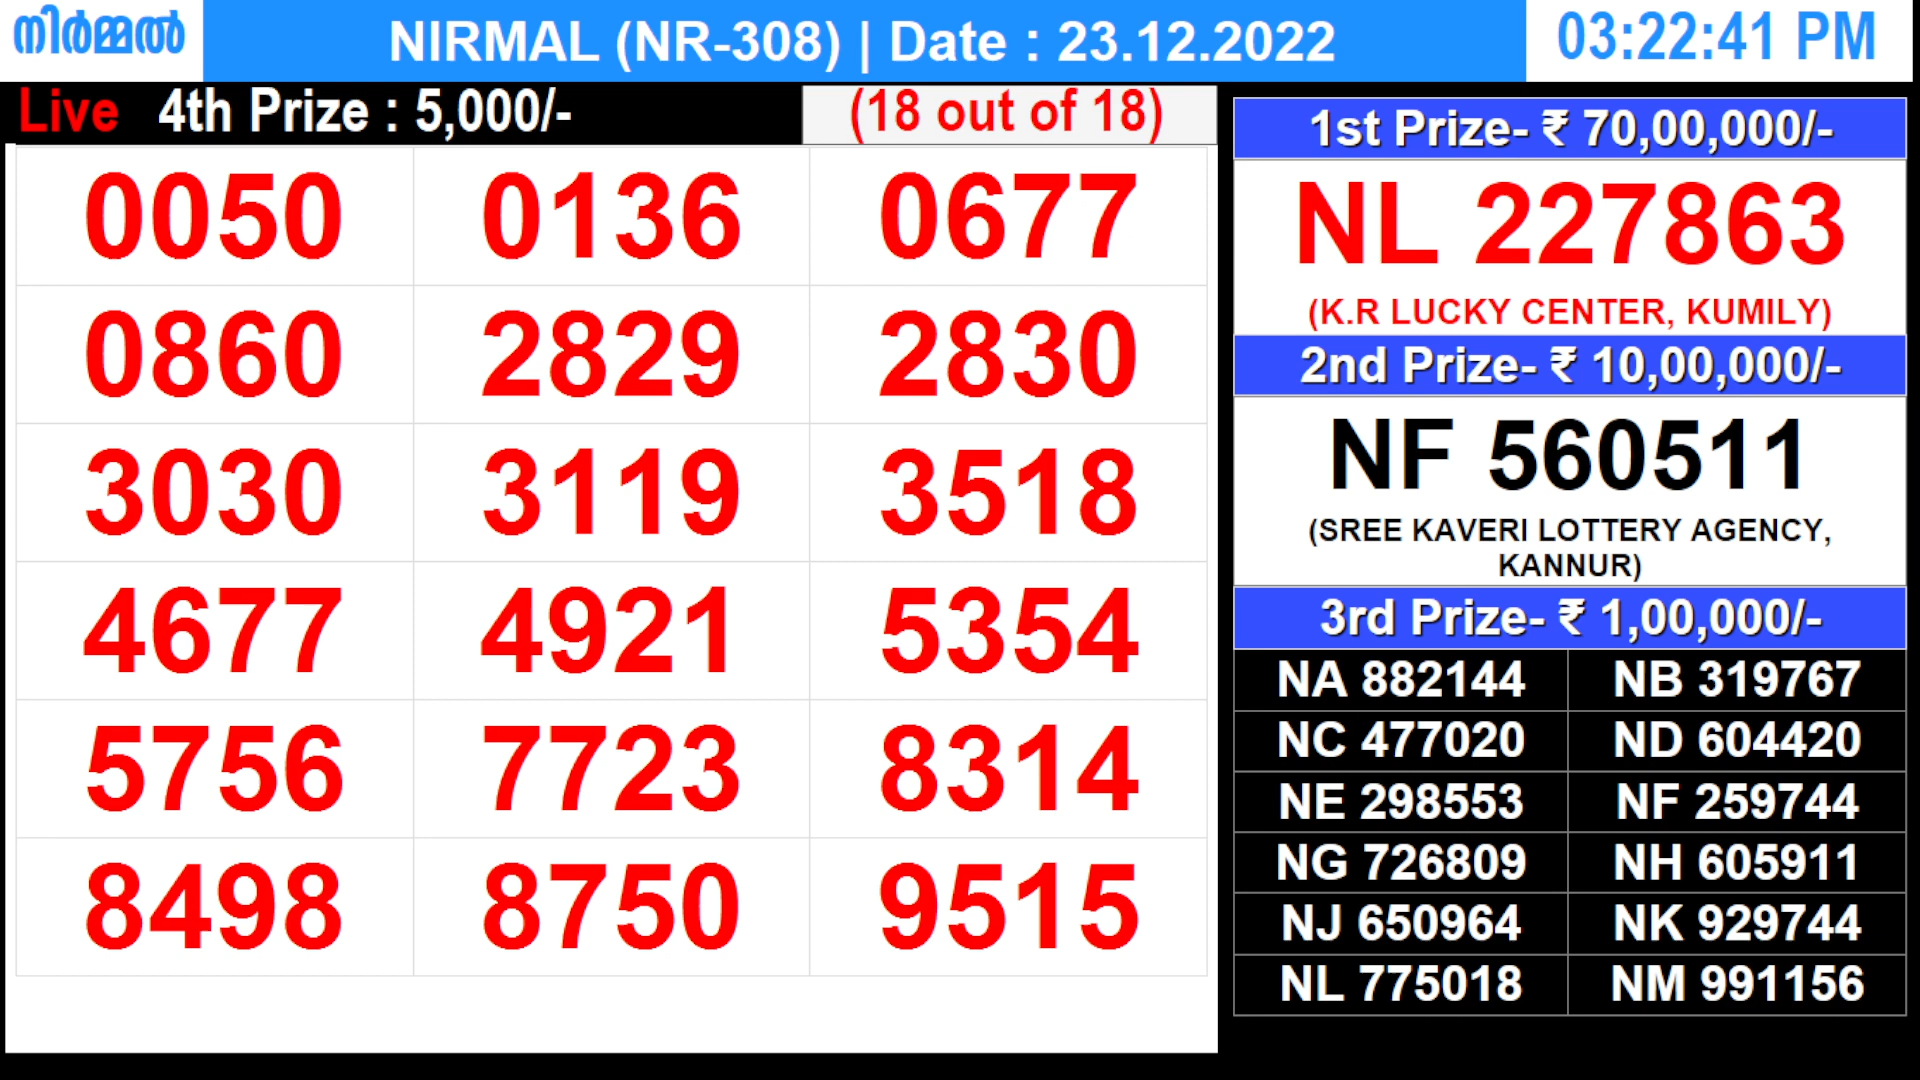 നിർമ്മൽ
NIRMAL (NR-308) | Date : 23.12.2022
03:22:41 PM
Live 4th Prize : 5,000/-
(18 out of 18)
0050 0136 0677
0860 2829 2830
3030 3119 3518
4677 4921 5354
5756 7723 8314
8498 8750 9515
1st Prize- ₹ 70,00,000/-
NL 227863
(K.R LUCKY CENTER, KUMILY)
2nd Prize- ₹ 10,00,000/-
NF 560511
(SREE KAVERI LOTTERY AGENCY,
KANNUR)
3rd Prize- ₹ 1,00,000/-
NA 882144 NB 319767
NC 477020 ND 604420
NE 298553 NF 259744
NG 726809 NH 605911
NJ 650964 NK 929744
NL 775018 NM 991156